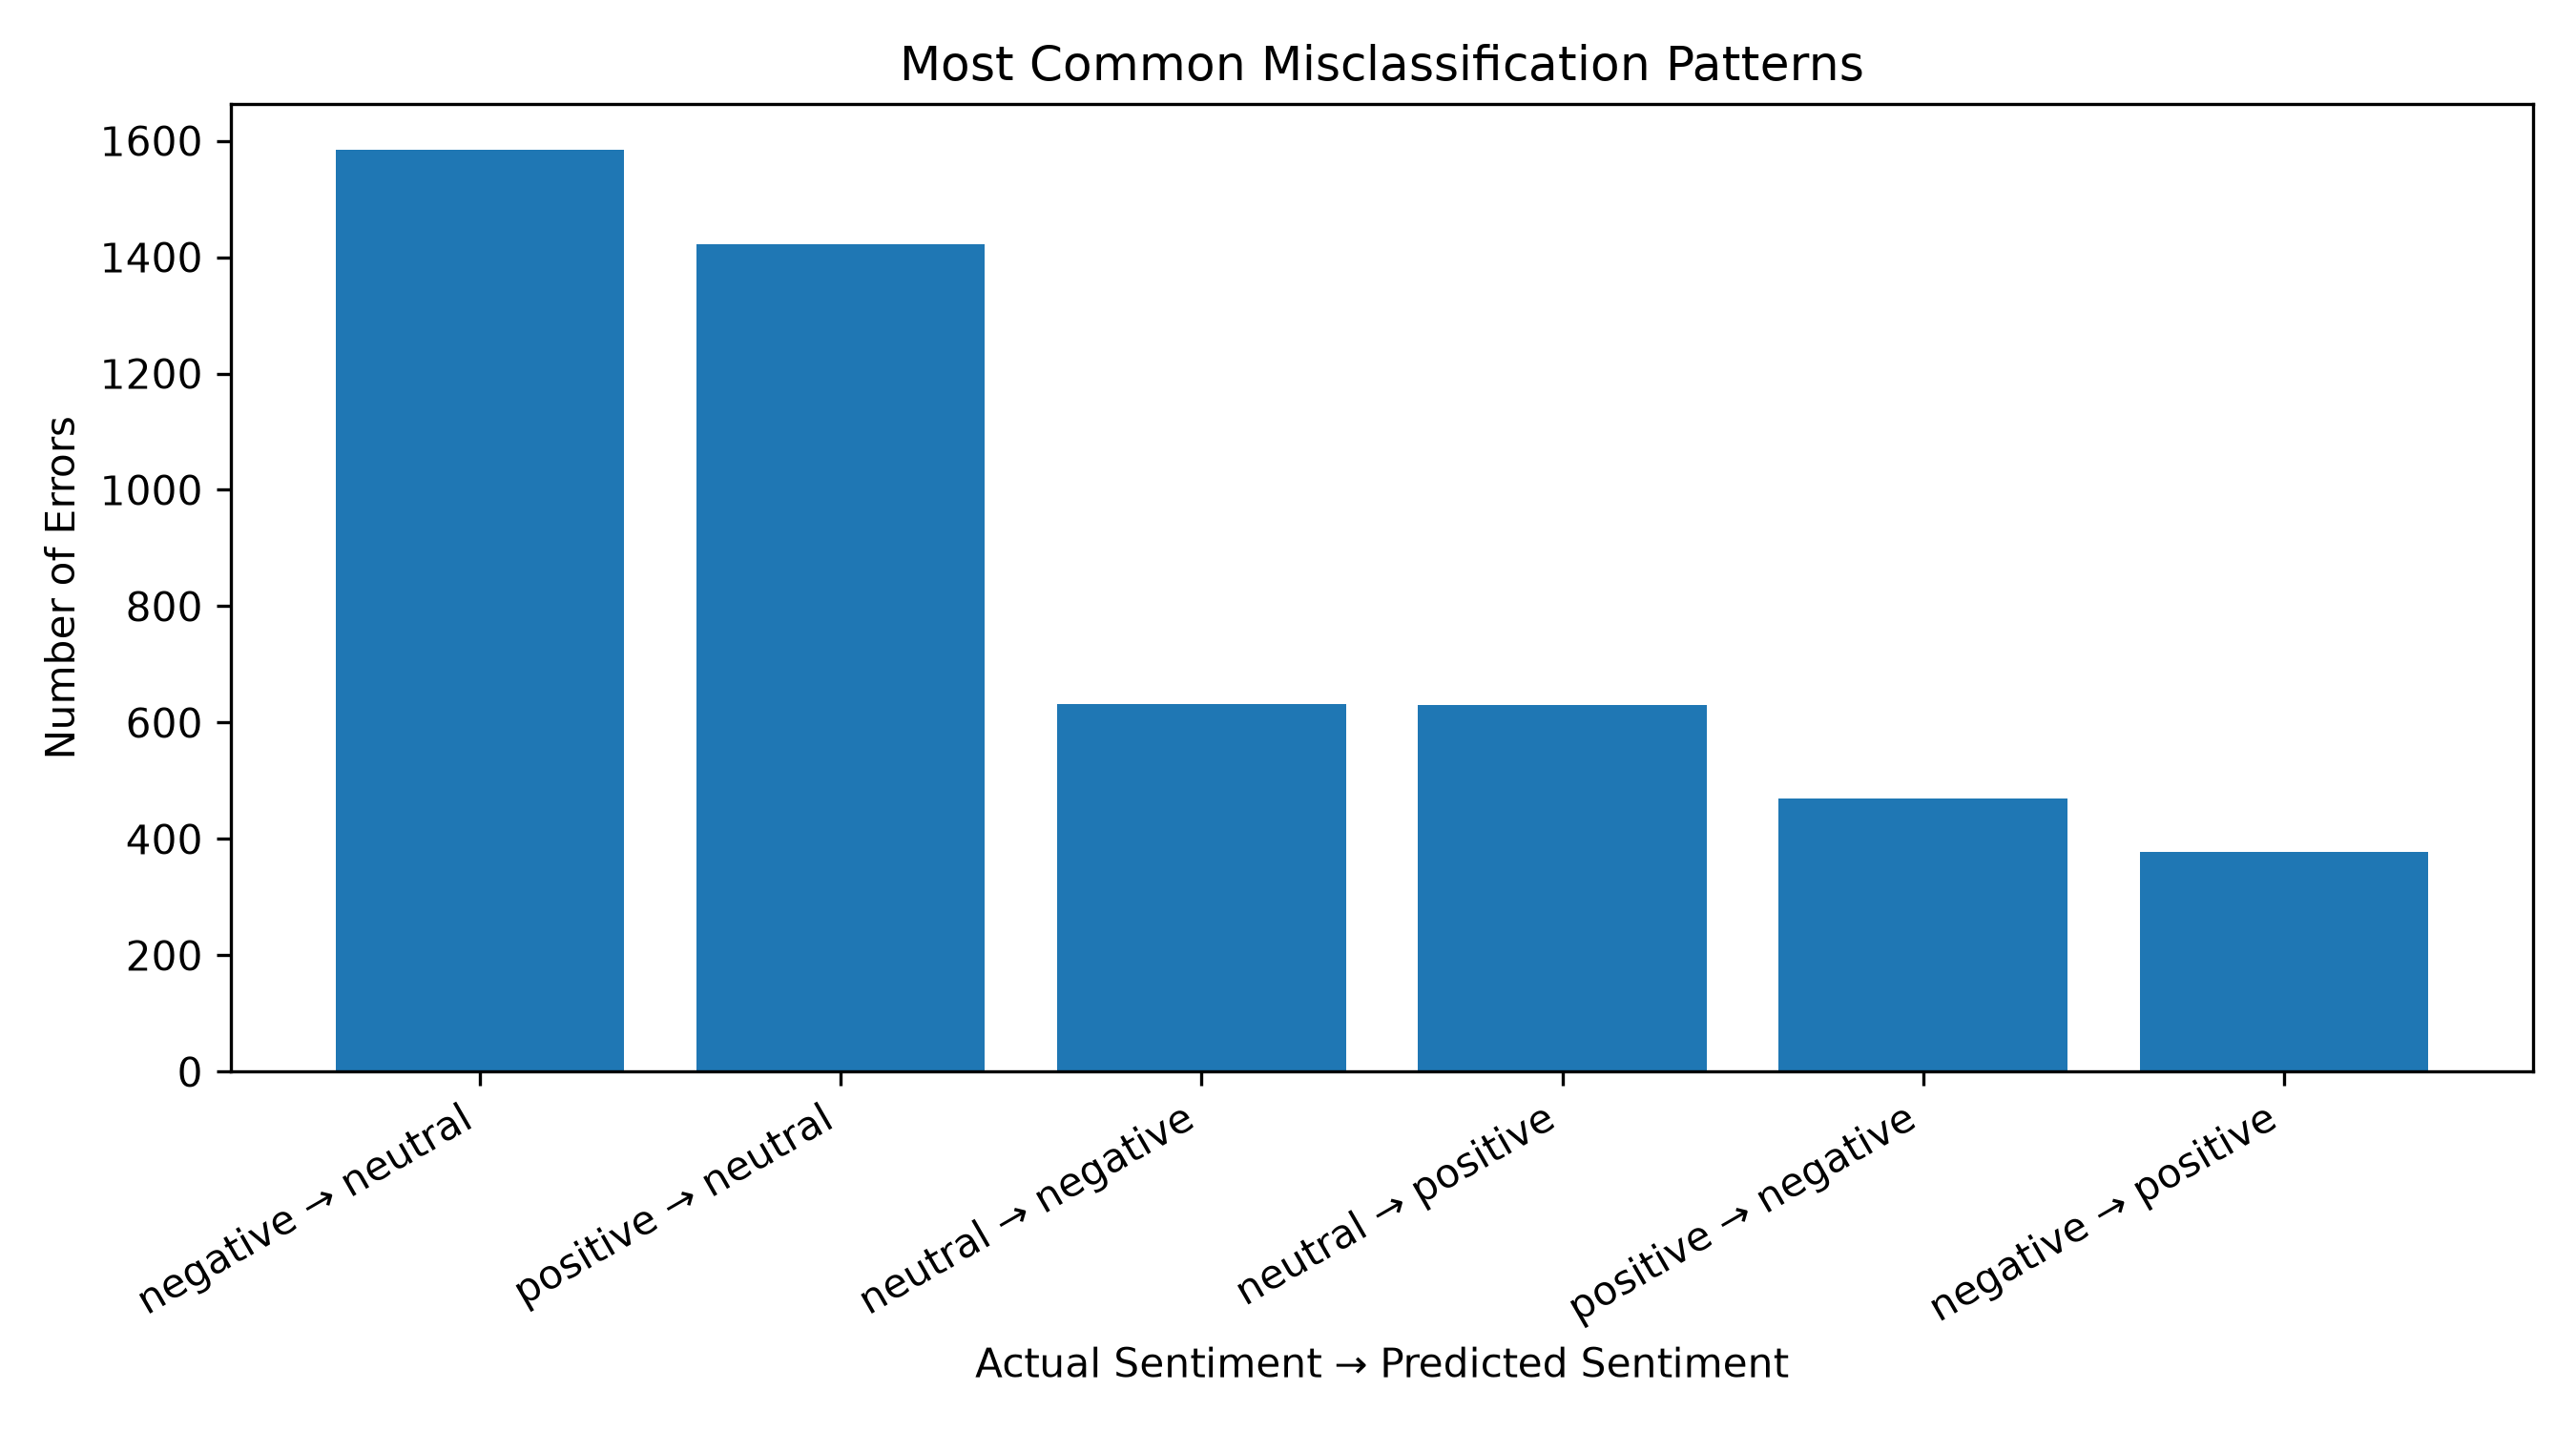 Most Common Misclassification Patterns
Number of Errors
1600
1400
1200
1000
800
600
400
200
0
negative → neutral
positive → neutral
neutral → negative
neutral → positive
positive → negative
negative → positive
Actual Sentiment → Predicted Sentiment